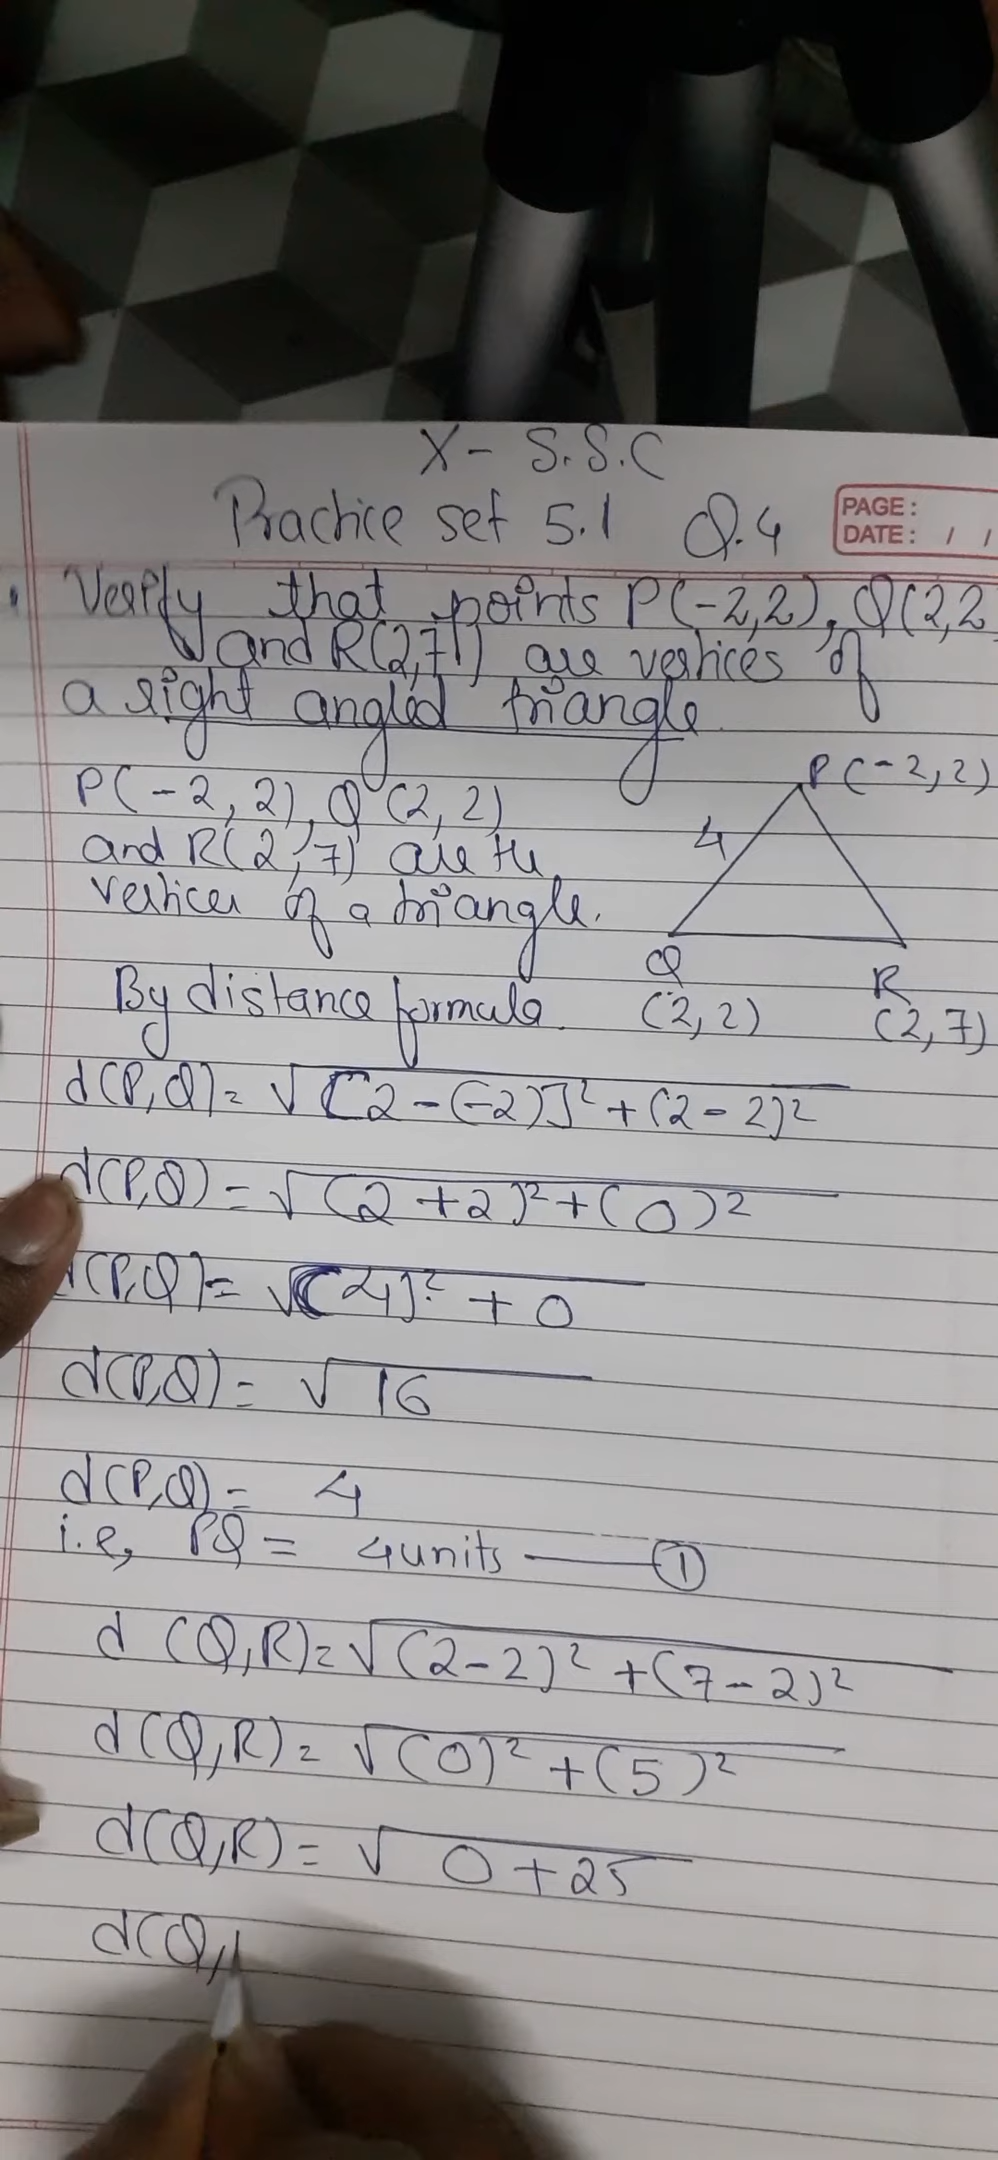 X- S.S.C
Practice set 5.1 Q.4
PAGE:
DATE: / /
Verify that points P(-2,2), Q(2,2
and R(2,7) are vertices of
a right angled triangle.
P(-2,2)
4
Q
(2,2)
R
(2,7)
P(-2,2), Q(2,2)
and R(2,7) are the
vertices of a triangle.
By distance formula.
d(P,Q)= √[2-(-2)]²+(2-2)²
d(P,Q)= √(2+2)²+(0)²
d(P,Q)= √(4)²+0
d(P,Q)= √16
d(P,Q)= 4
i.e, PQ = 4units — ①
d(Q,R)= √(2-2)²+(7-2)²
d(Q,R)= √(0)²+(5)²
d(Q,R)= √0+25
d(Q,